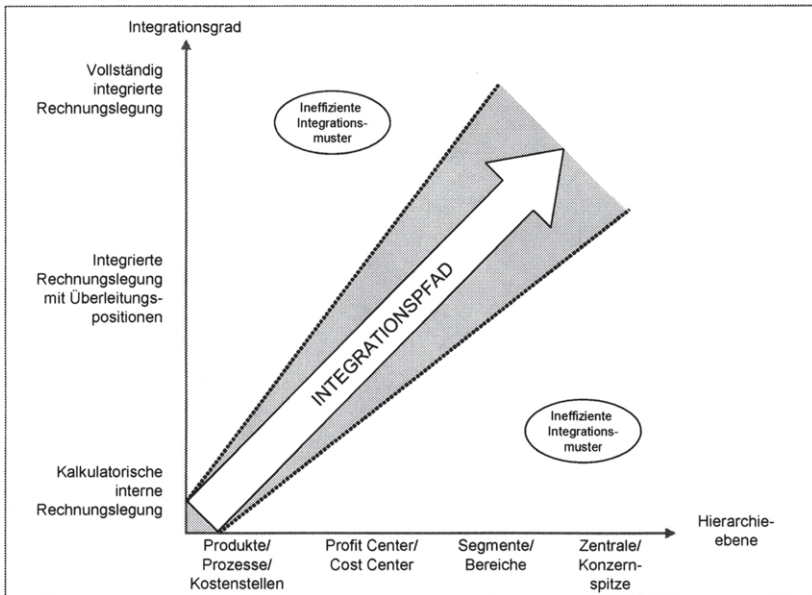 Integrationsgrad
Vollständig
integrierte
Rechnungslegung
Ineffiziente
Integrations-
muster
Integrierte
Rechnungslegung
mit Überleitungs-
positionen
INTEGRATIONSPFAD
Ineffiziente
Integrations-
muster
Kalkulatorische
interne
Rechnungslegung
Produkte/
Prozesse/
Kostenstellen
Profit Center/
Cost Center
Segmente/
Bereiche
Zentrale/
Konzern-
spitze
Hierarchie-
ebene